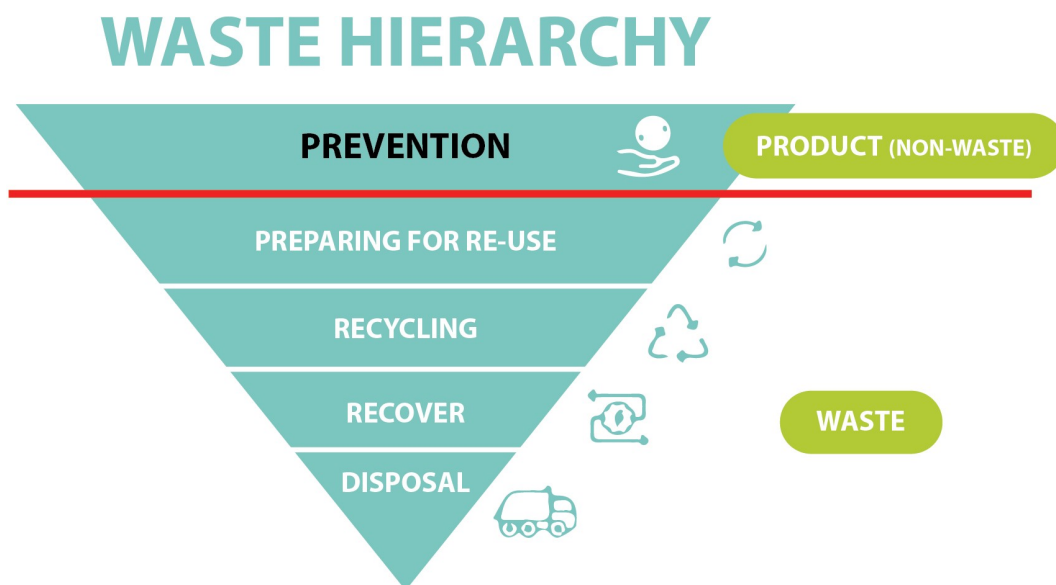 WASTE HIERARCHY
PREVENTION
PRODUCT (NON-WASTE)
PREPARING FOR RE-USE
RECYCLING
RECOVER
WASTE
DISPOSAL